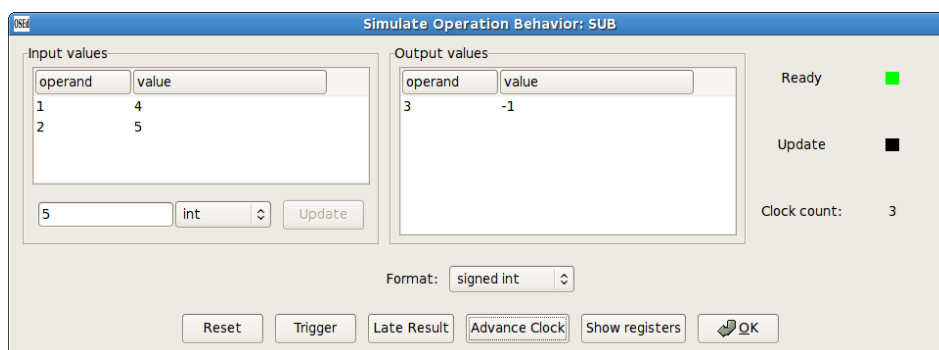 OSEd Simulate Operation Behavior: SUB
Input values
operand value
1 4
2 5
5 int Update
Output values
operand value
3 -1
Ready
Update
Clock count: 3
Format: signed int
Reset Trigger Late Result Advance Clock Show registers OK